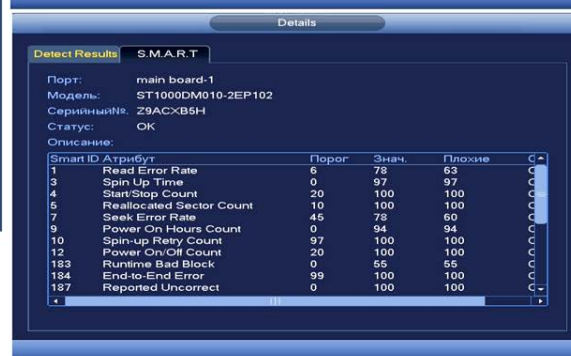 Details
Detect Results S.M.A.R.T
Порт: main board-1
Модель: ST1000DM010-2EP102
Серийный№. Z9ACXB5H
Статус: OK
Описание:
Smart ID Атрибут Порог Знач. Плохие С
1 Read Error Rate 6 78 63
3 Spin Up Time 0 97 97
4 Start/Stop Count 20 100 100
5 Reallocated Sector Count 10 100 100
7 Seek Error Rate 45 78 60
9 Power On Hours Count 0 94 94
10 Spin-up Retry Count 97 100 100
12 Power On/Off Count 20 100 100
183 Runtime Bad Block 0 55 55
184 End-to-End Error 99 100 100
187 Reported Uncorrect 0 100 100